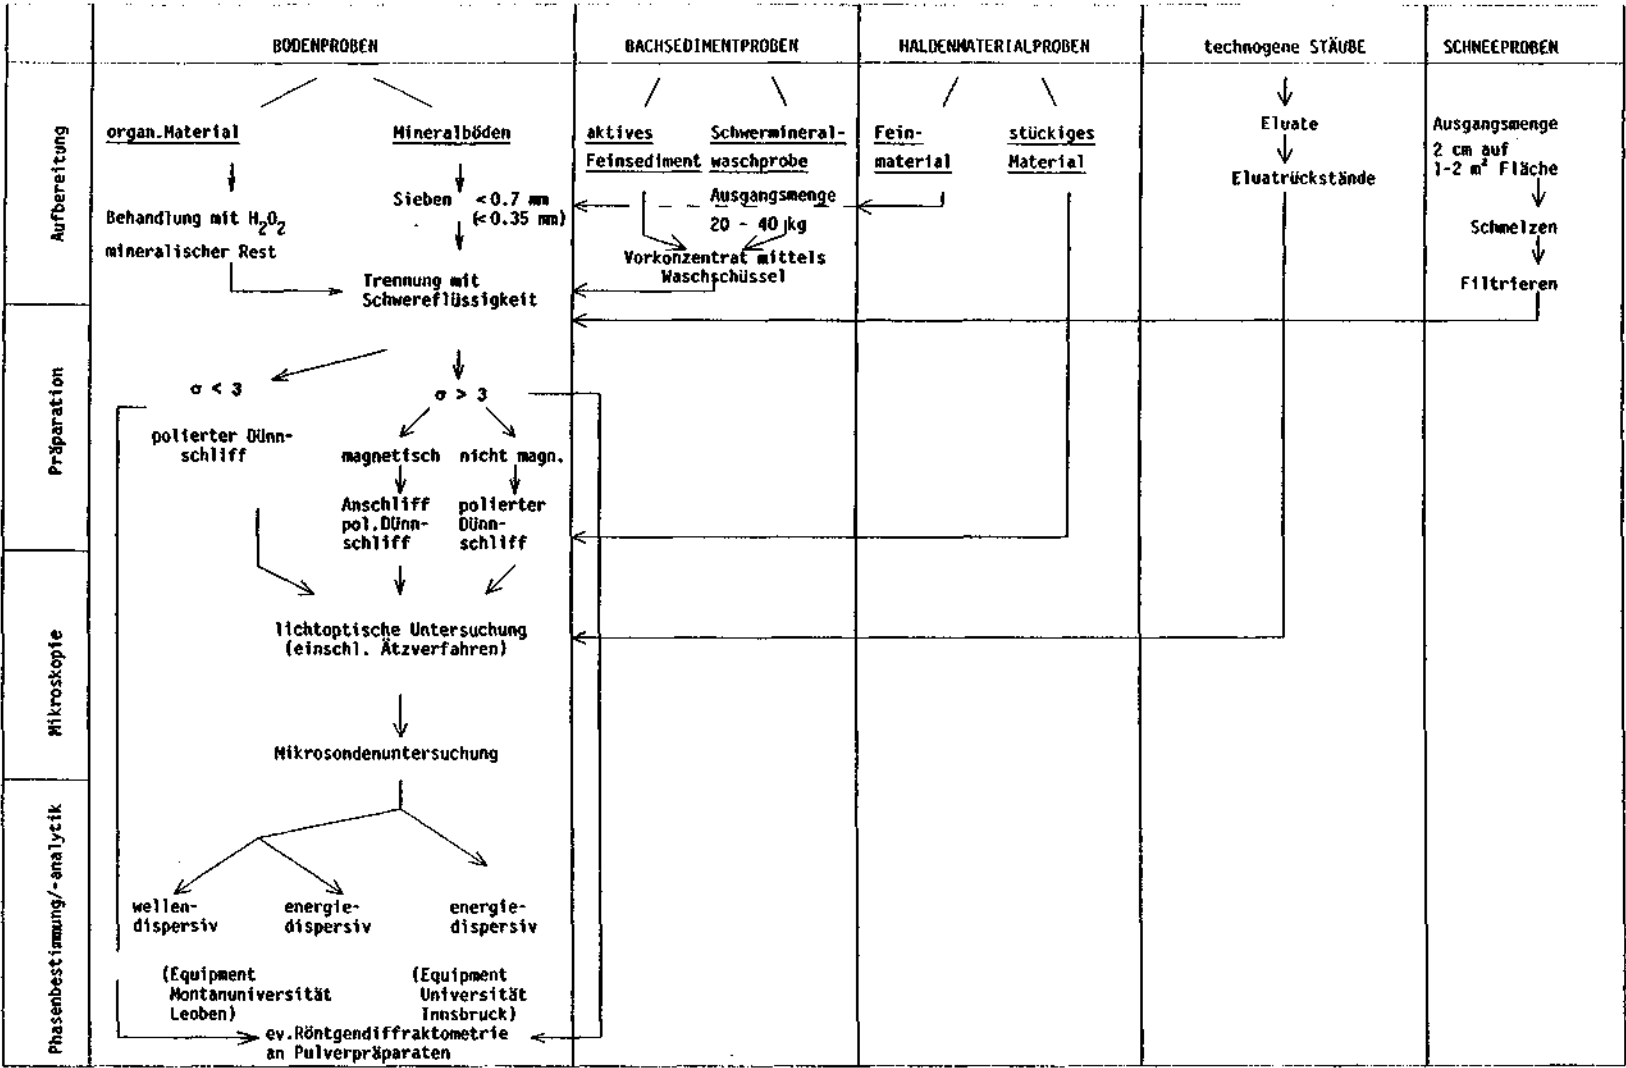 BODENPROBEN
BACHSEDIMENTPROBEN
HALDENMATERIALPROBEN
technogene STÄUBE
SCHNEEPROBEN
Aufbereitung
organ.Material
Behandlung mit H₂O₂
mineralischer Rest
Mineralböden
Sieben <0.7 mm
(<0.35 mm)
Trennung mit
Schwereflüssigkeit
aktives
Feinsediment
Schwermineral-
waschprobe
Ausgangsmenge
20 - 40 kg
Vorkonzentrat mittels
Waschschüssel
Fein-
material
stückiges
Material
Eluate
Eluatrückstände
Ausgangsmenge
2 cm auf
1-2 m² Fläche
Schmelzen
Filtrieren
Präparation
σ < 3
polierter Dünn-
schliff
σ > 3
magnetisch
nicht magn.
Anschliff
pol.Dünn-
schliff
polierter
Dünn-
schliff
Mikroskopie
lichtoptische Untersuchung
(einschl. Ätzverfahren)
Mikrosondenuntersuchung
Phasenbestimmung/-analytik
wellen-
dispersiv
energie-
dispersiv
energie-
dispersiv
(Equipment
Montanuniversität
Leoben)
(Equipment
Universität
Innsbruck)
ev.Röntgendiffraktometrie
an Pulverpräparaten